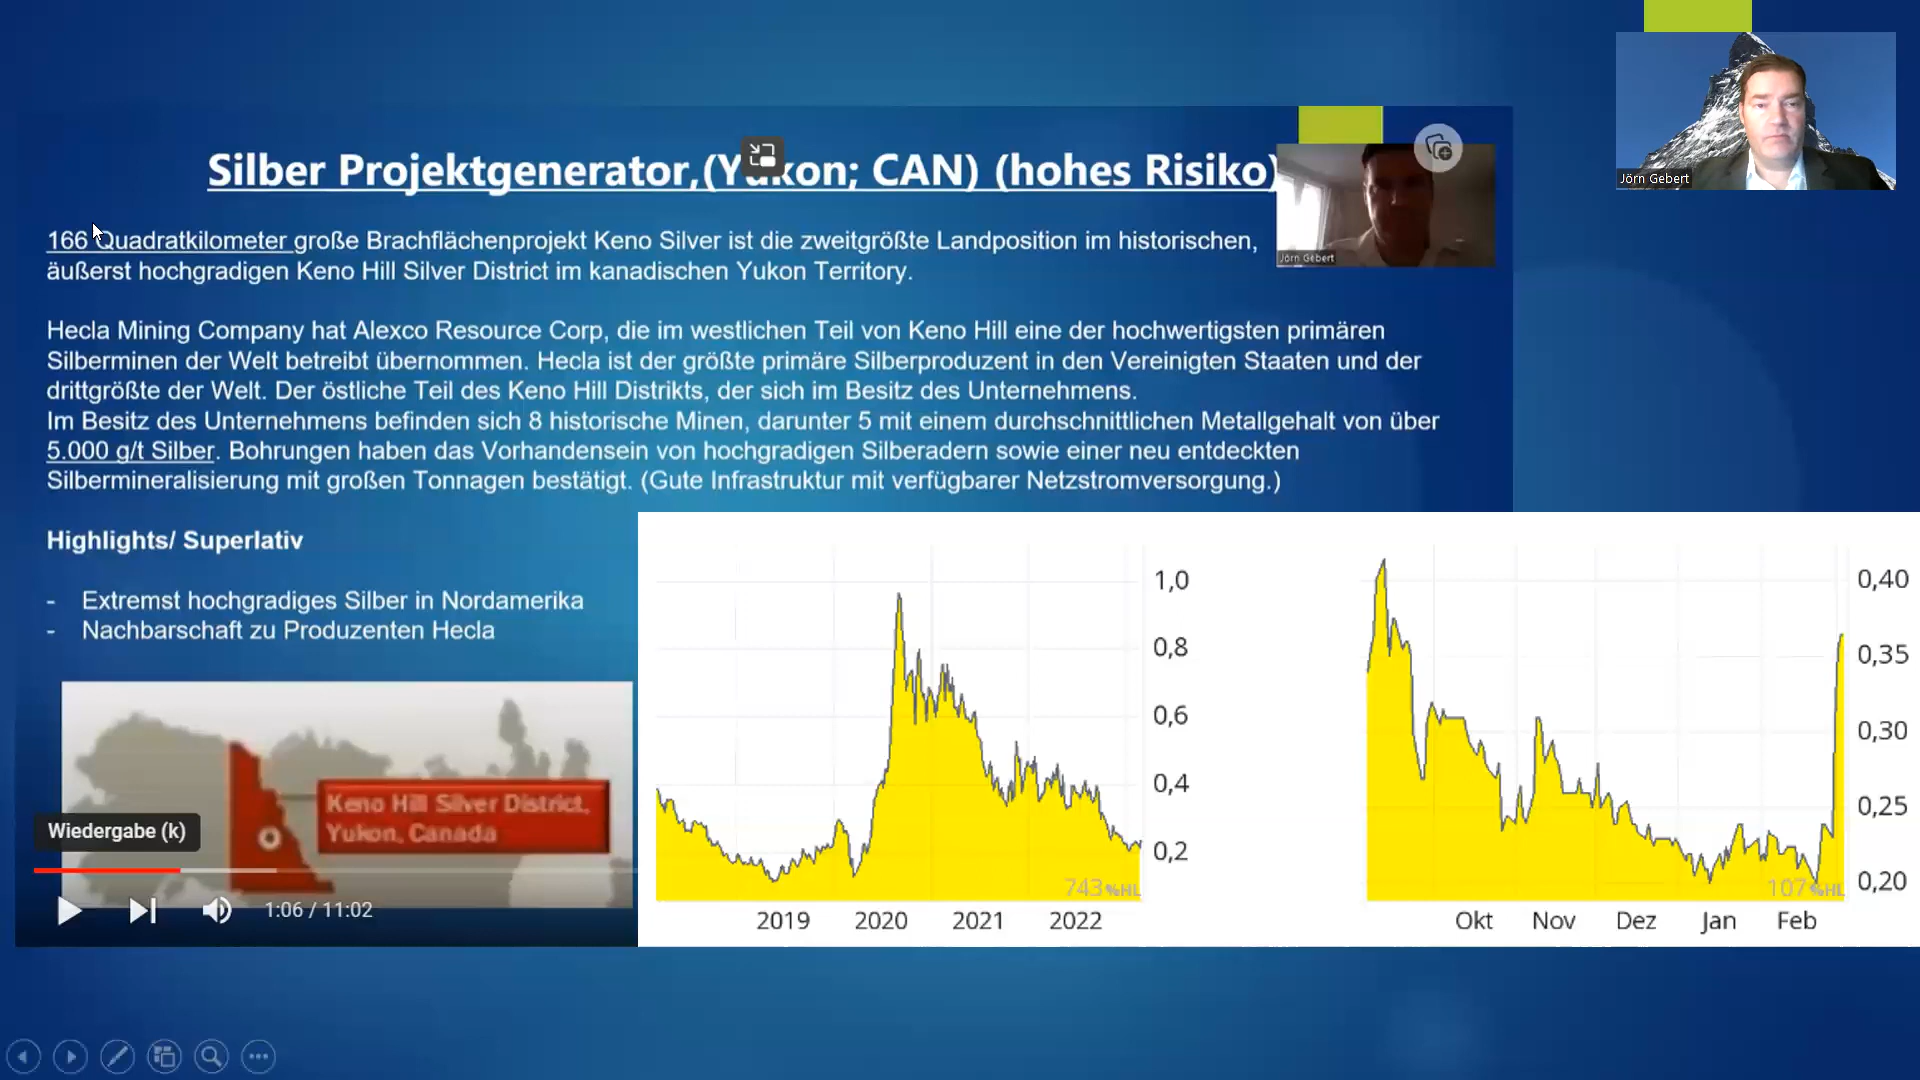 Silber Projektgenerator,(Yukon; CAN) (hohes Risiko)
Jörn Gebert
Jörn Gebert
166 Quadratkilometer große Brachflächenprojekt Keno Silver ist die zweitgrößte Landposition im historischen,
äußerst hochgradigen Keno Hill Silver District im kanadischen Yukon Territory.
Hecla Mining Company hat Alexco Resource Corp, die im westlichen Teil von Keno Hill eine der hochwertigsten primären
Silberminen der Welt betreibt übernommen. Hecla ist der größte primäre Silberproduzent in den Vereinigten Staaten und der
drittgrößte der Welt. Der östliche Teil des Keno Hill Distrikts, der sich im Besitz des Unternehmens.
Im Besitz des Unternehmens befinden sich 8 historische Minen, darunter 5 mit einem durchschnittlichen Metallgehalt von über
5.000 g/t Silber. Bohrungen haben das Vorhandensein von hochgradigen Silberadern sowie einer neu entdeckten
Silbermineralisierung mit großen Tonnagen bestätigt. (Gute Infrastruktur mit verfügbarer Netzstromversorgung.)
Highlights/ Superlativ
- Extremst hochgradiges Silber in Nordamerika
- Nachbarschaft zu Produzenten Hecla
Keno Hill Silver District,
Yukon, Canada
Wiedergabe (k)
1:06 / 11:02
1,0
0,8
0,6
0,4
0,2
743%HL
2019 2020 2021 2022
0,40
0,35
0,30
0,25
0,20
107%HL
Okt Nov Dez Jan Feb